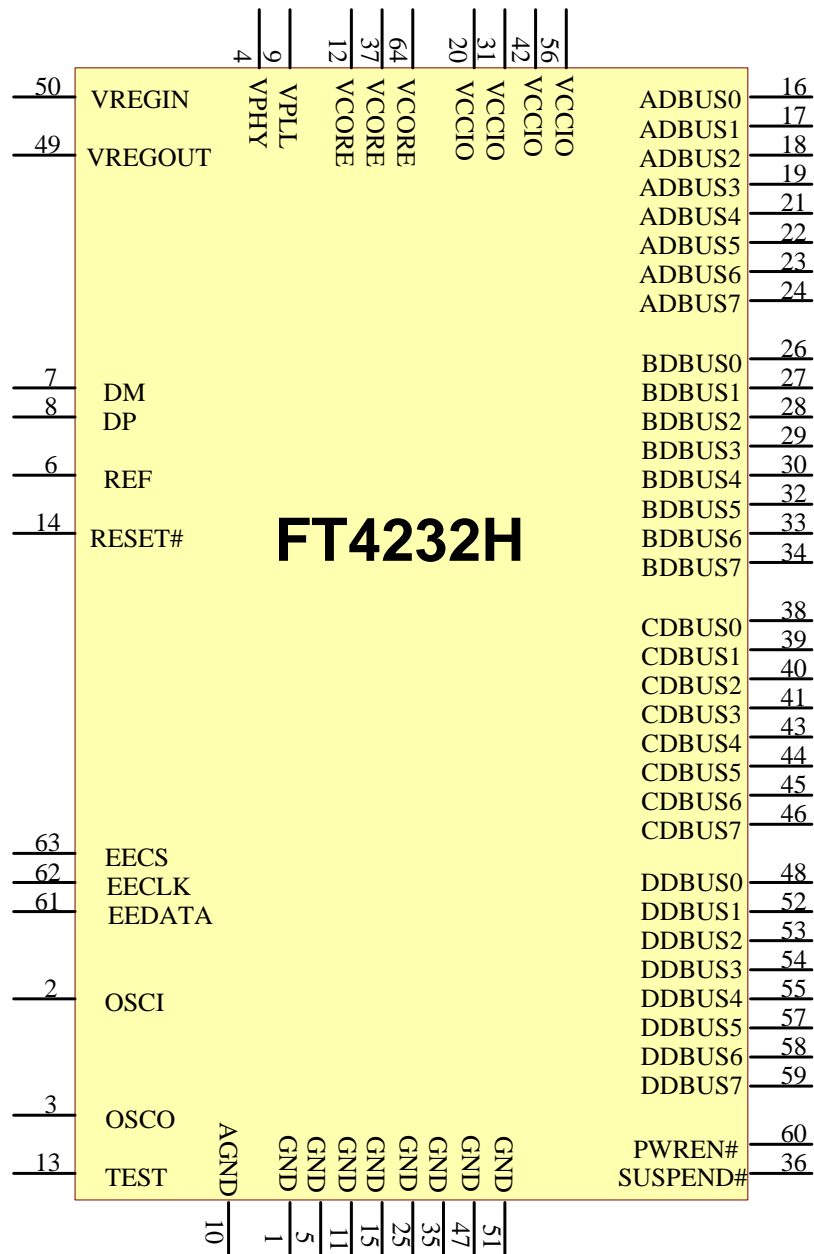 4 9 12 37 64 20 31 42 56
VPHY VPLL VCORE VCORE VCORE VCCIO VCCIO VCCIO VCCIO
50 VREGIN
49 VREGOUT
7 DM
8 DP
6 REF
14 RESET#
63 EECS
62 EECLK
61 EEDATA
2 OSCI
3 OSCO
13 TEST
FT4232H
ADBUS0 16
ADBUS1 17
ADBUS2 18
ADBUS3 19
ADBUS4 21
ADBUS5 22
ADBUS6 23
ADBUS7 24
BDBUS0 26
BDBUS1 27
BDBUS2 28
BDBUS3 29
BDBUS4 30
BDBUS5 32
BDBUS6 33
BDBUS7 34
CDBUS0 38
CDBUS1 39
CDBUS2 40
CDBUS3 41
CDBUS4 43
CDBUS5 44
CDBUS6 45
CDBUS7 46
DDBUS0 48
DDBUS1 52
DDBUS2 53
DDBUS3 54
DDBUS4 55
DDBUS5 57
DDBUS6 58
DDBUS7 59
PWREN# 60
SUSPEND# 36
AGND GND GND GND GND GND GND GND GND
10 1 5 11 15 25 35 47 51